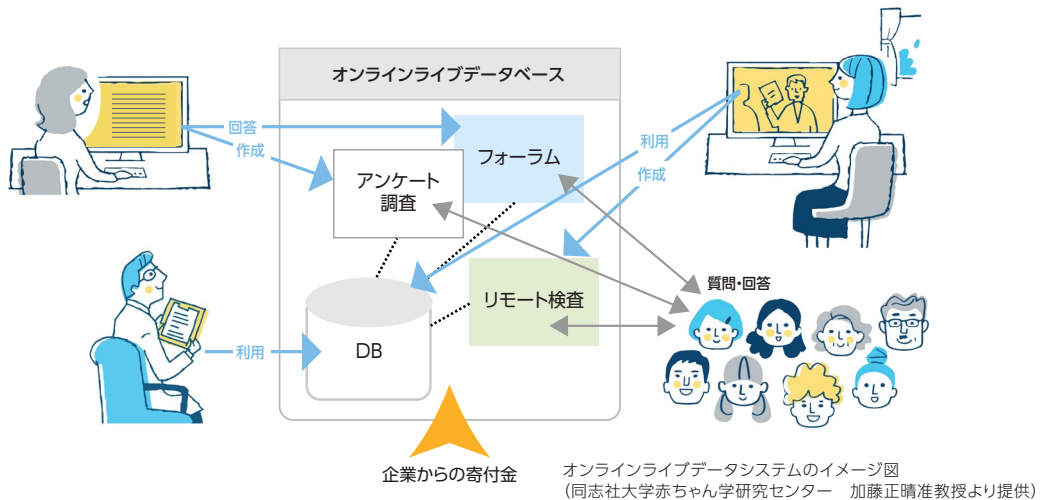 オンラインライブデータベース
回答
作成
フォーラム
アンケート
調査
利用
作成
リモート検査
質問・回答
DB
利用
企業からの寄付金
オンラインライブデータシステムのイメージ図
(同志社大学赤ちゃん学研究センター　加藤正晴准教授より提供)